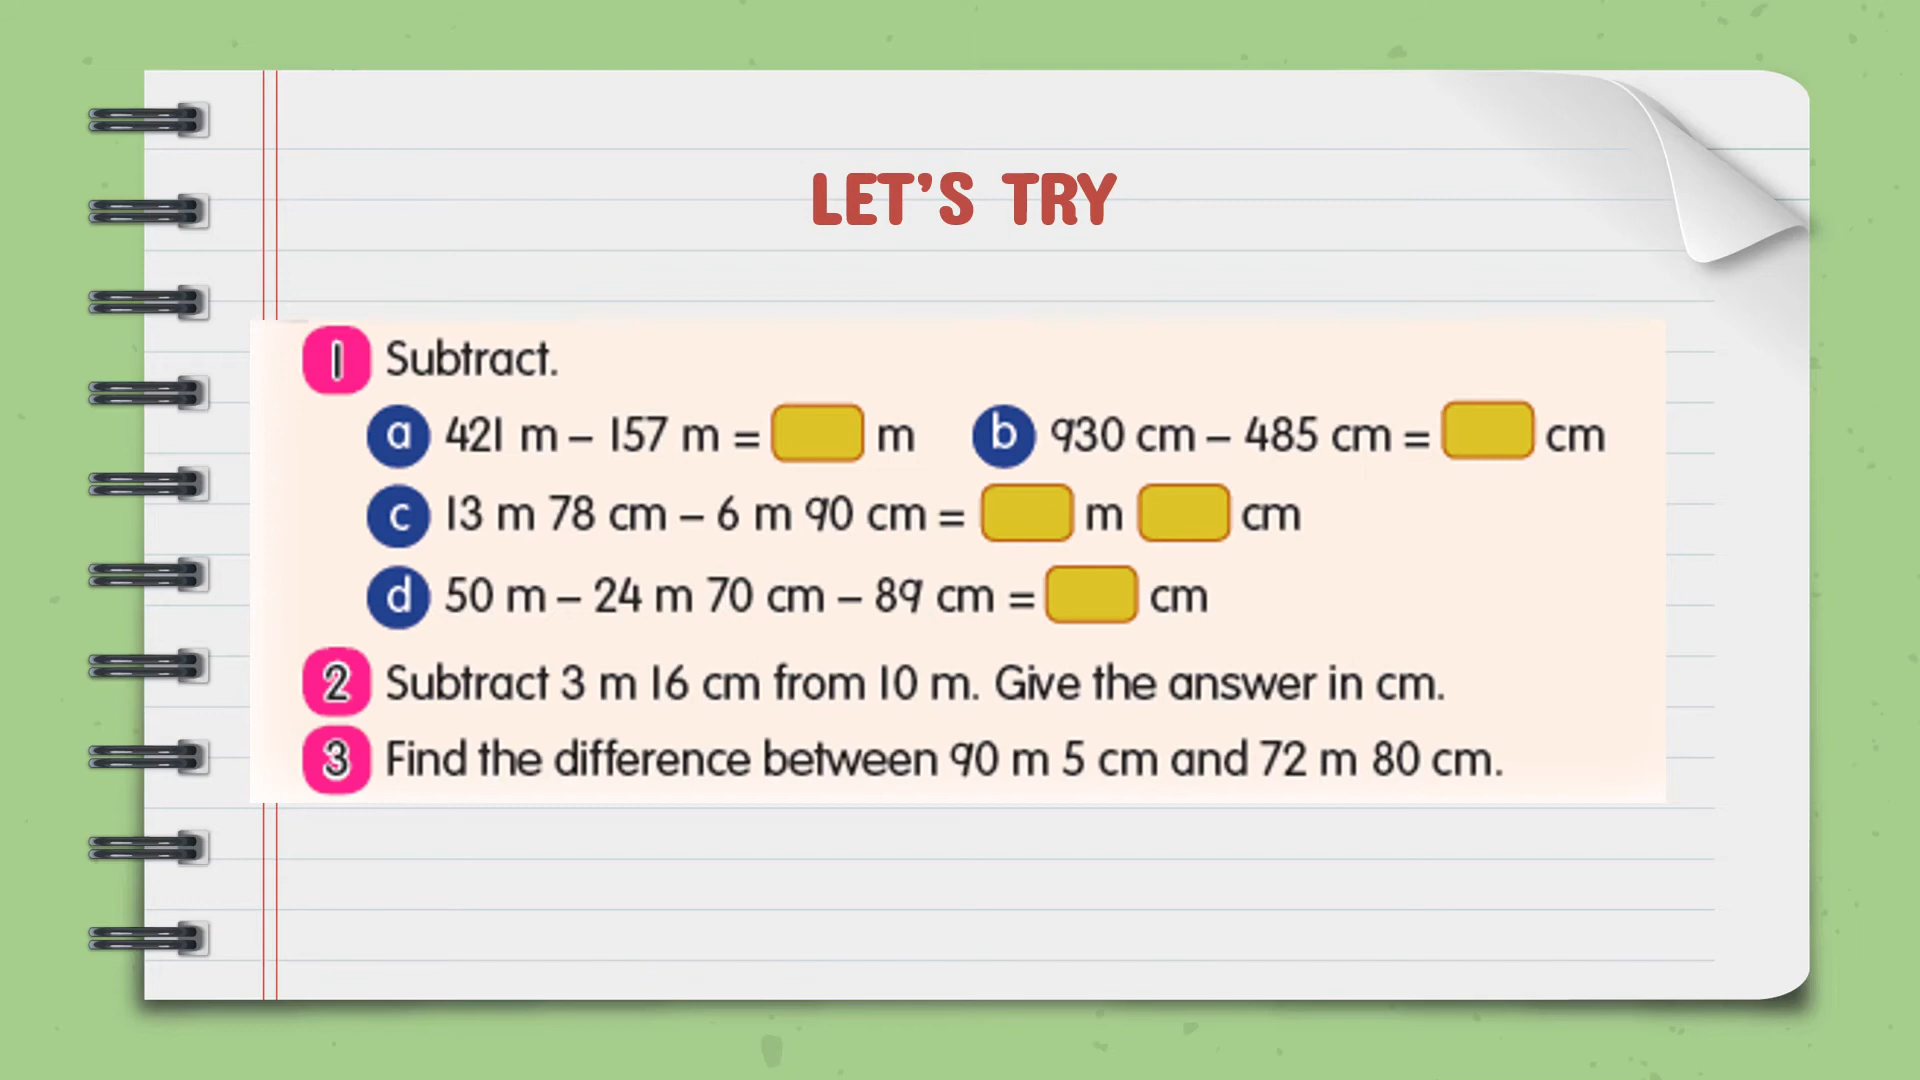 LET'S TRY
1 Subtract.
a 421 m – 157 m = m b 930 cm – 485 cm = cm
c 13 m 78 cm – 6 m 90 cm = m cm
d 50 m – 24 m 70 cm – 89 cm = cm
2 Subtract 3 m 16 cm from 10 m. Give the answer in cm.
3 Find the difference between 90 m 5 cm and 72 m 80 cm.